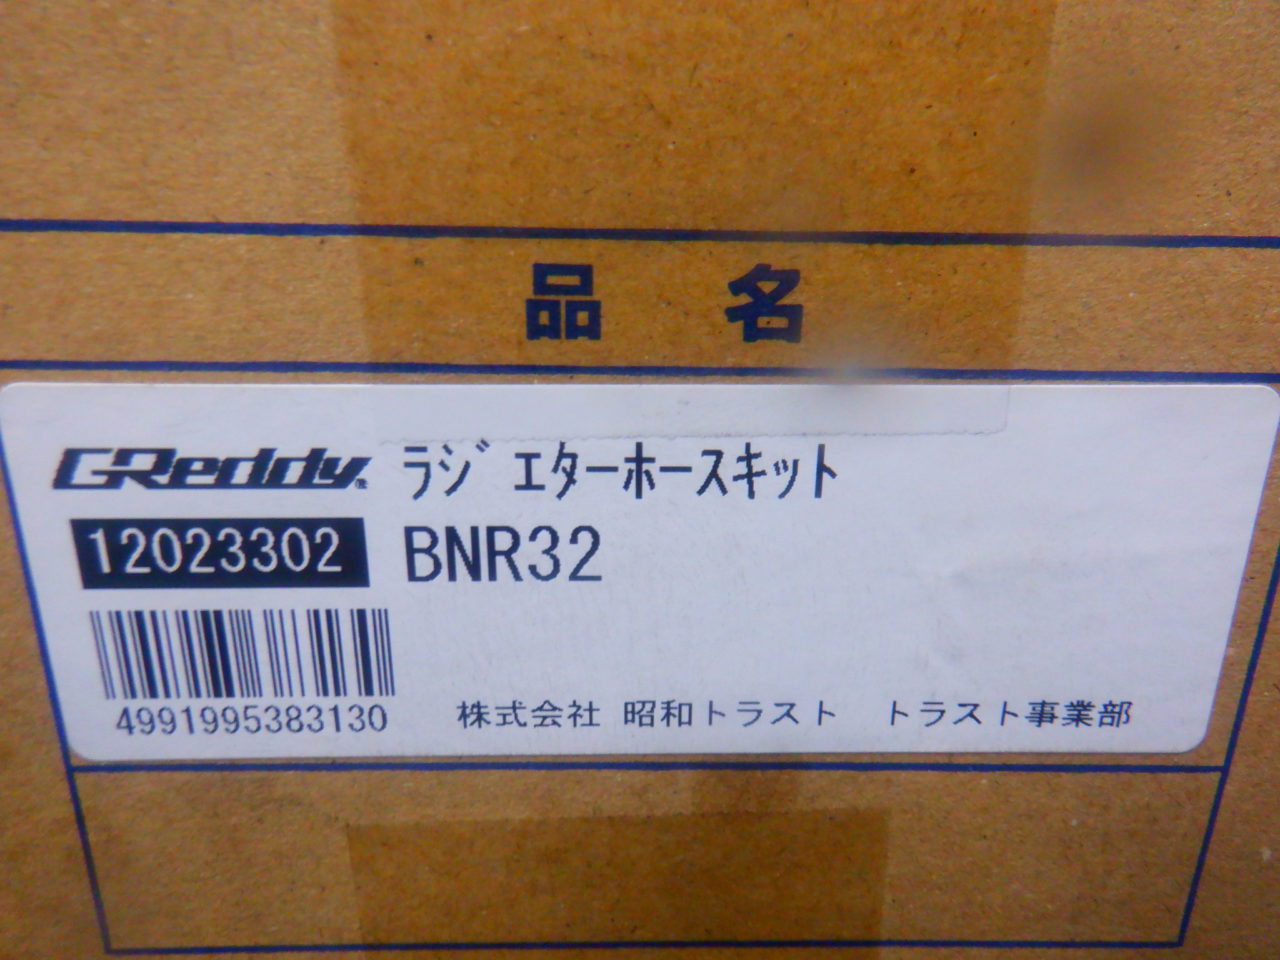 品名
GReddy ラジエターホースキット
12023302 BNR32
4991995383130 株式会社 昭和トラスト トラスト事業部